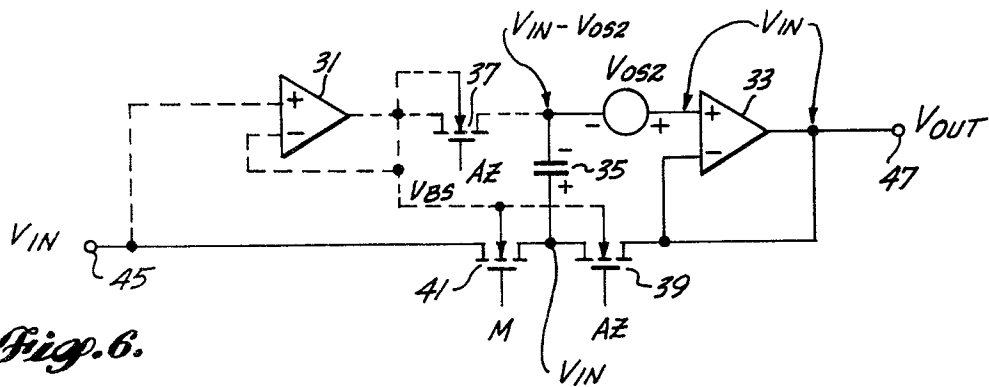 VIN - VOS2
VIN
31
37
VOS2
33
+
-
AZ
-
+
+
-
VOUT
47
-
+
35
VBS
VIN
45
41
39
M
AZ
VIN
Fig. 6.